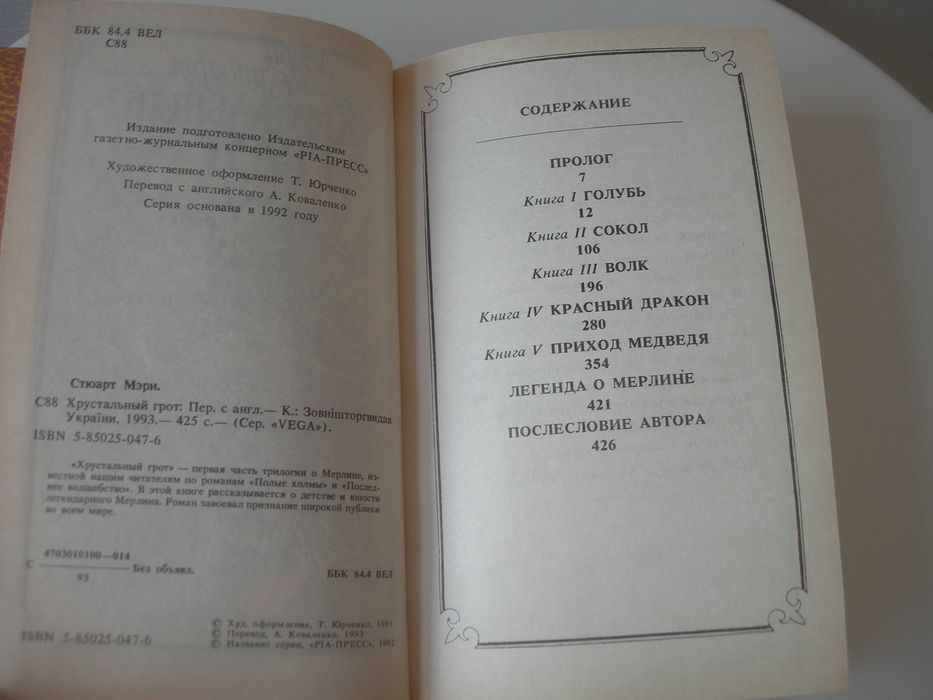 ББК 84.4 ВЕЛ
С88
Издание подготовлено Издательским
газетно-журнальным концерном «РІА-ПРЕСС»
Художественное оформление Т. Юрченко
Перевод с английского А. Коваленко
Серия основана в 1992 году
Стюарт Мэри.
С88 Хрустальный грот: Пер. с англ.— К.: Зовнішторгвидав
України, 1993.— 425 с.— (Сер. «VEGA»).
ISBN 5-85025-047-6
«Хрустальный грот» — первая часть трилогии о Мерлине, из-
вестной нашим читателям по романам «Полые холмы» и «Послед-
нее волшебство». В этой книге рассказывается о детстве и юности
легендарного Мерлина. Роман завоевал признание широкой публики
во всем мире.
4703010100—014
С Без объявл.
93
ББК 84.4 ВЕЛ
ISBN 5-85025-047-6
© Худ. оформление, Т. Юрченко, 1993
© Перевод, А. Коваленко, 1993
© Название серии, «РІА-ПРЕСС», 1992
СОДЕРЖАНИЕ
ПРОЛОГ
7
Книга I ГОЛУБЬ
12
Книга II СОКОЛ
106
Книга III ВОЛК
196
Книга IV КРАСНЫЙ ДРАКОН
280
Книга V ПРИХОД МЕДВЕДЯ
354
ЛЕГЕНДА О МЕРЛИНЕ
421
ПОСЛЕСЛОВИЕ АВТОРА
426